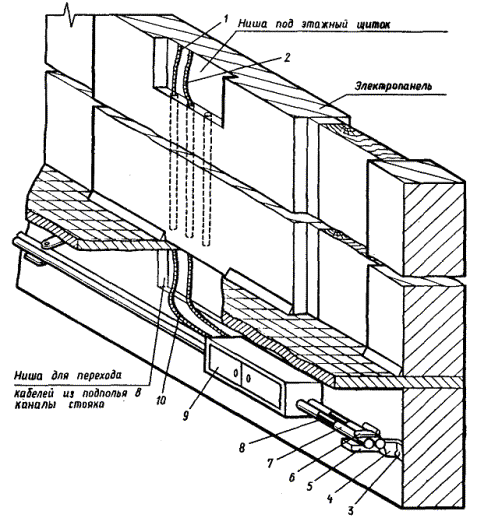 1
Ниша под этажный щиток
2
Электропанель
Ниша для перехода
кабелей из подполья в
каналы стояка
10
9
8
7
6
5
4
3